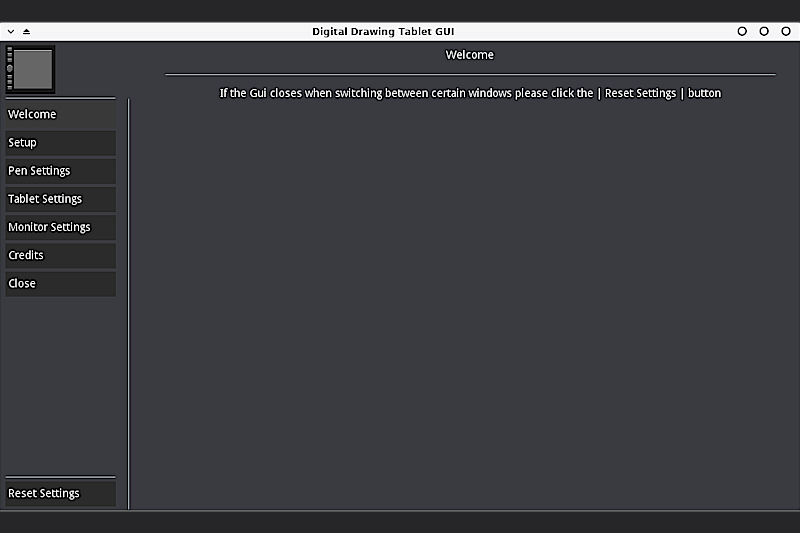 Digital Drawing Tablet GUI
Welcome
If the Gui closes when switching between certain windows please click the | Reset Settings | button
Welcome
Setup
Pen Settings
Tablet Settings
Monitor Settings
Credits
Close
Reset Settings